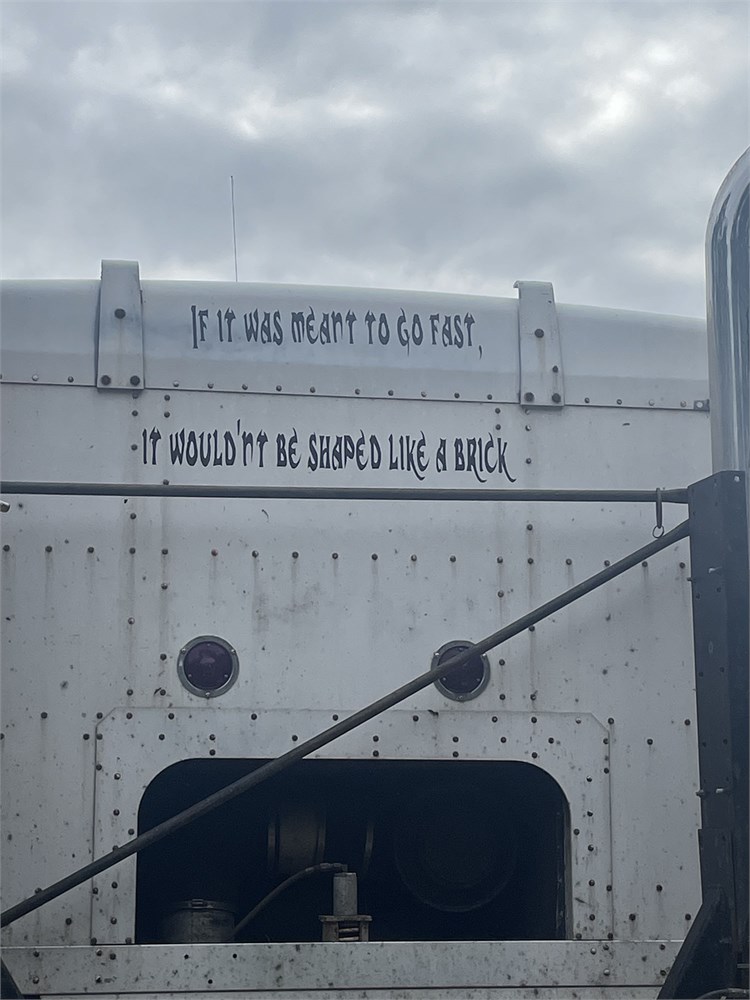 If it was meant to go fast,
it would'nt be shaped like a brick